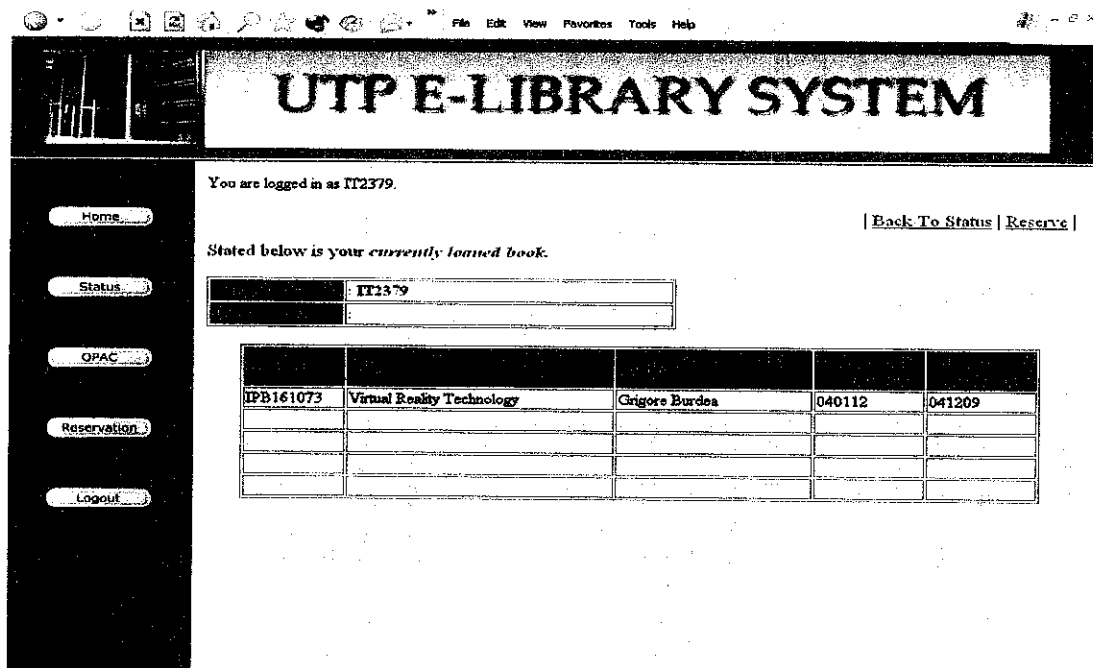 File Edit View Favorites Tools Help
UTP E-LIBRARY SYSTEM
You are logged in as IT2379.
Home
| Back To Status | Reserve |
Stated below is your currently loaned book.
Status
: IT2379
:
OPAC
IPB161073 Virtual Reality Technology Grigore Burdea 040112 041209
Reservation
Logout